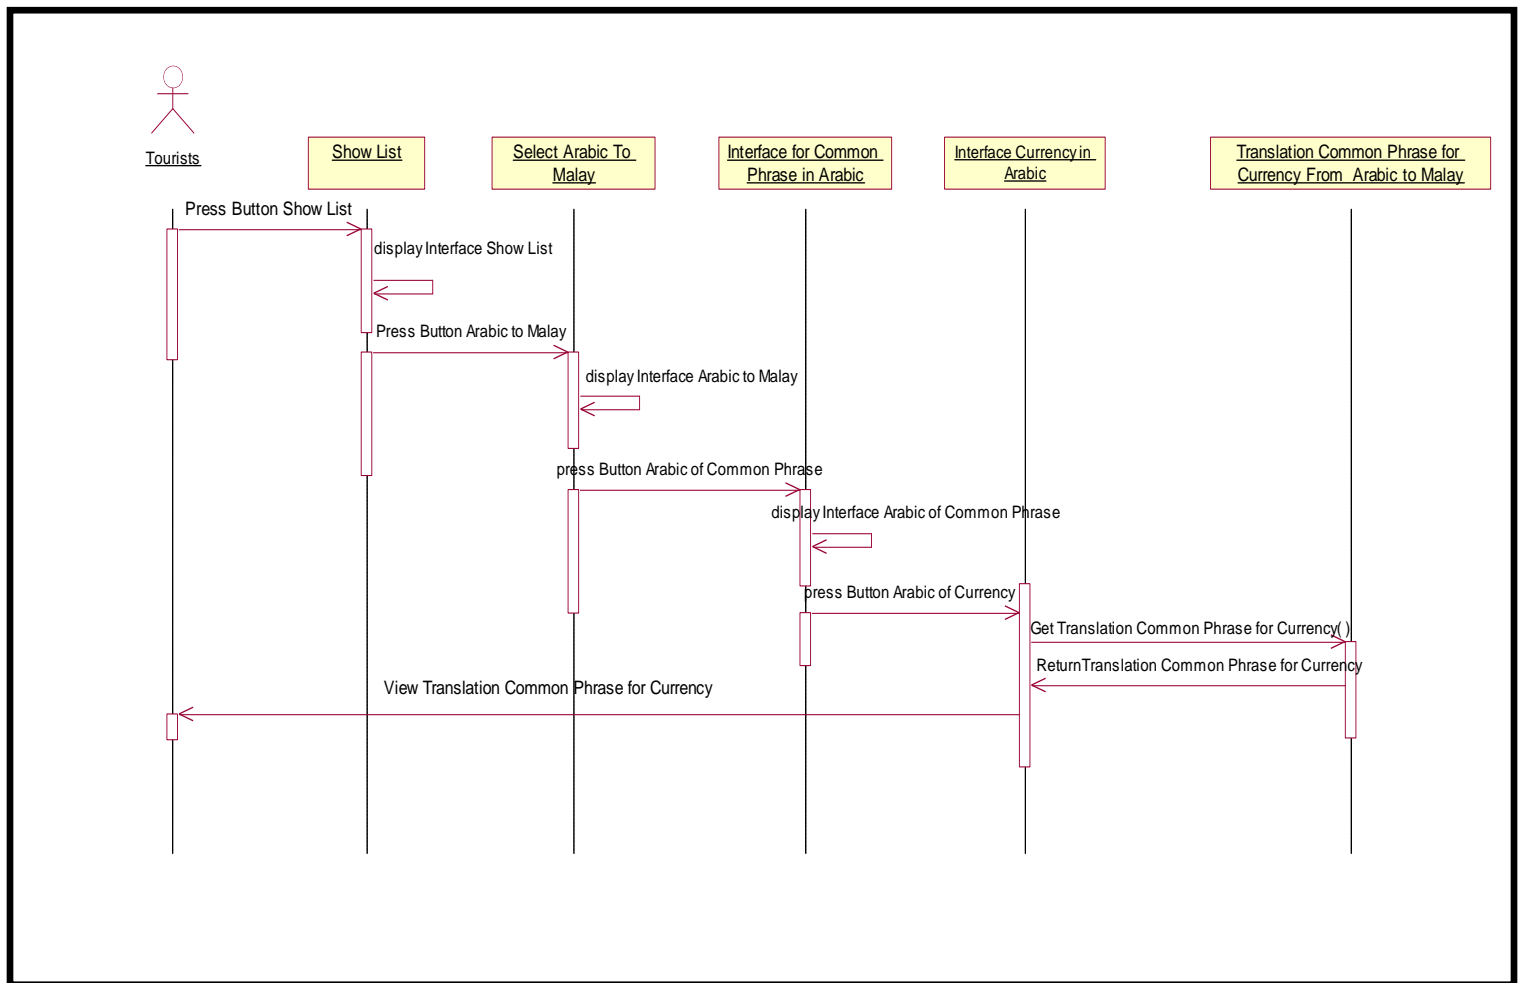 Tourists
Show List
Select Arabic To
Malay
Interface for Common
Phrase in Arabic
Interface Currency in
Arabic
Translation Common Phrase for
Currency From Arabic to Malay
Press Button Show List
display Interface Show List
Press Button Arabic to Malay
display Interface Arabic to Malay
press Button Arabic of Common Phrase
display Interface Arabic of Common Phrase
press Button Arabic of Currency
Get Translation Common Phrase for Currency( )
ReturnTranslation Common Phrase for Currency
View Translation Common Phrase for Currency